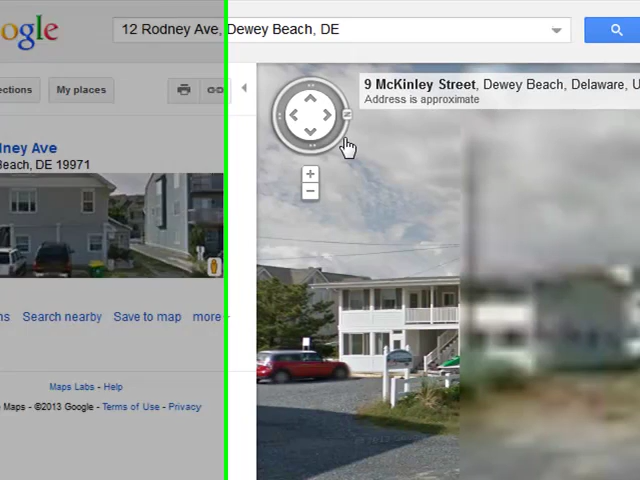 ogle
12 Rodney Ave, Dewey Beach, DE
ections
My places
9 McKinley Street, Dewey Beach, Delaware, U
Address is approximate
dney Ave
Beach, DE 19971
ns Search nearby Save to map more
Maps Labs - Help
Maps - ©2013 Google - Terms of Use - Privacy